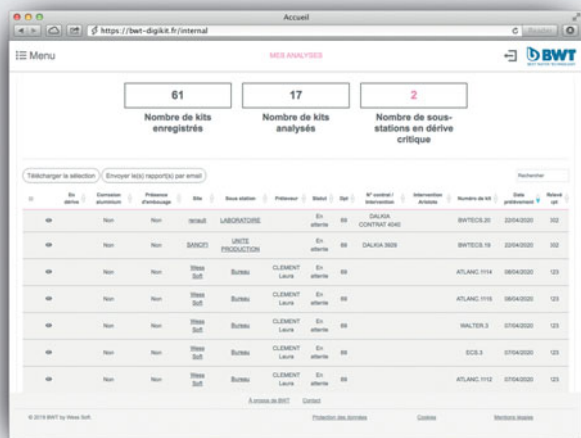 Accueil
https://bwt-digikit.fr/internal
Reader
Menu
MES ANALYSES
BWT
BEST WATER TECHNOLOGY
61
17
2
Nombre de kits enregistrés
Nombre de kits analysés
Nombre de sous-stations en dérive critique
Télécharger la sélection
Envoyer le(s) rapport(s) par email
Rechercher
En dérive Corrosion aluminium Présence d'embouage Site Sous station Préleveur Statut Dpt N° contrat / Intervention Intervention Aristote Numéro de kit Date prélèvement Relevé cpt
Non Non renault LABORATOIRE En attente 69 DALKIA CONTRAT 4040 BWTECS.20 22/04/2020 302
Non Non SANOFI UNITE PRODUCTION En attente 69 DALKIA 3929 BWTECS.19 22/04/2020 302
Non Non Wess Soft Bureau CLEMENT Laura En attente 69 ATLANC.1114 08/04/2020 123
Non Non Wess Soft Bureau CLEMENT Laura En attente 69 ATLANC.1115 08/04/2020 123
Non Non Wess Soft Bureau CLEMENT Laura En attente 69 WALTER.3 07/04/2020 123
Non Non Wess Soft Bureau CLEMENT Laura En attente 69 ECS.3 07/04/2020 123
Non Non Wess Soft Bureau CLEMENT Laura En attente 69 ATLANC.1112 07/04/2020 123
À propos de BWT Contact
© 2019 BWT by Wess Soft. Protection des données Cookies Mentions légales